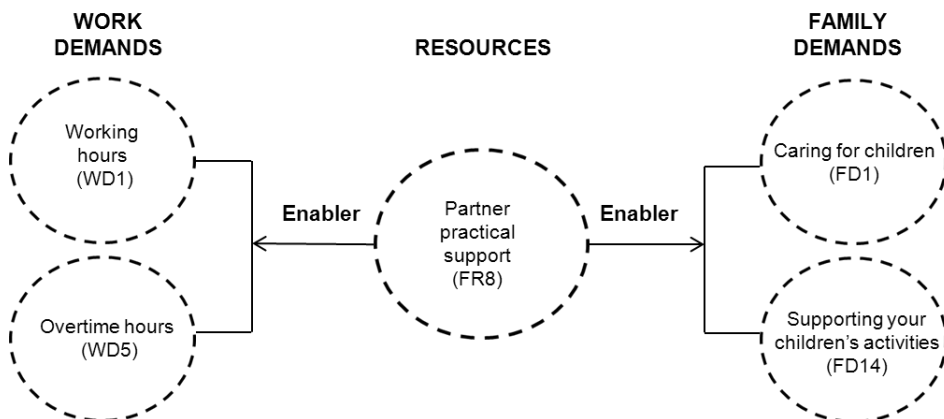 WORK
DEMANDS
RESOURCES
FAMILY
DEMANDS
Working
hours
(WD1)
Overtime hours
(WD5)
Enabler
Partner
practical
support
(FR8)
Enabler
Caring for children
(FD1)
Supporting your
children's activities
(FD14)